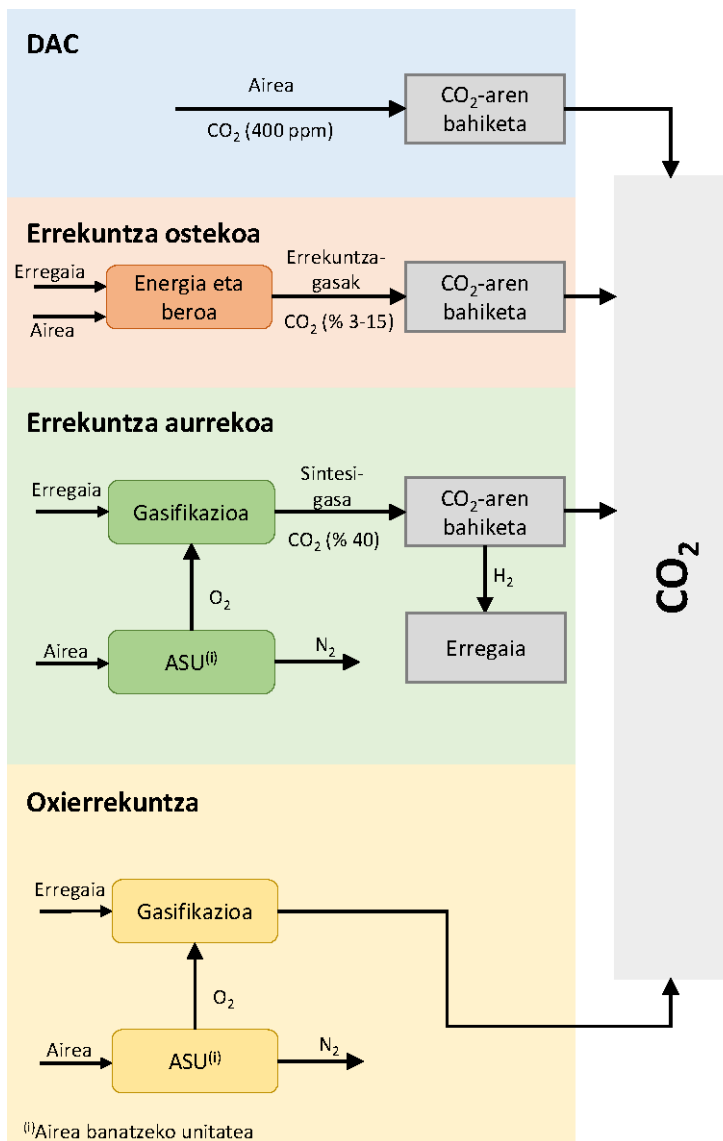 DAC
Airea
CO₂ (400 ppm)
CO₂-aren
bahiketa
Errekuntza ostekoa
Erregaia
Airea
Energia eta
beroa
Errekuntza-
gasak
CO₂ (% 3-15)
CO₂-aren
bahiketa
Errekuntza aurrekoa
Erregaia
Gasifikazioa
Sintesi-
gasa
CO₂ (% 40)
CO₂-aren
bahiketa
O₂
H₂
Airea
ASU⁽ⁱ⁾
N₂
Erregaia
CO₂
Oxierrekuntza
Erregaia
Gasifikazioa
O₂
Airea
ASU⁽ⁱ⁾
N₂
⁽ⁱ⁾Airea banatzeko unitatea